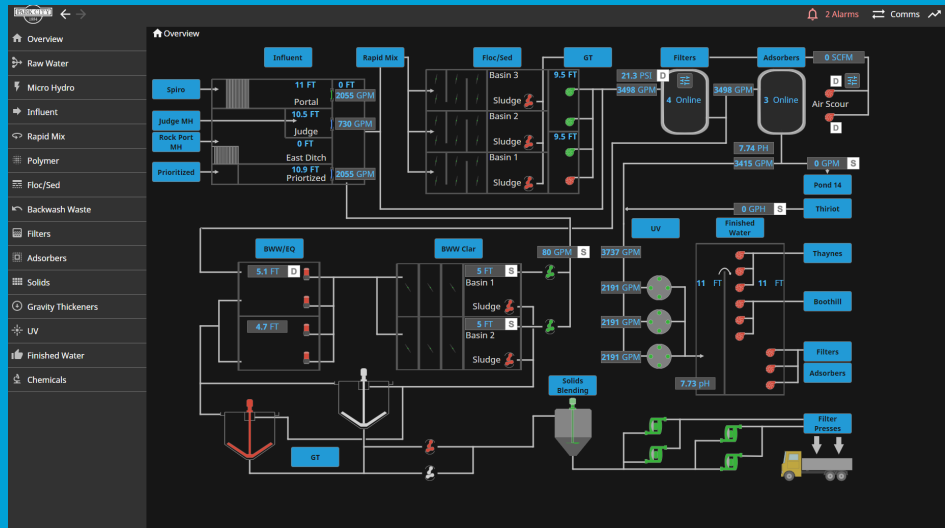 PARK CITY
1884
2 Alarms
Comms
Overview
Raw Water
Micro Hydro
Influent
Rapid Mix
Polymer
Floc/Sed
Backwash Waste
Filters
Adsorbers
Solids
Gravity Thickeners
UV
Finished Water
Chemicals
Overview
Influent
Rapid Mix
Floc/Sed
GT
Filters
Adsorbers
0 SCFM
Spiro
Judge MH
Rock Port
MH
Prioritized
11 FT
Portal
10.5 FT
Judge
0 FT
East Ditch
10.9 FT
Priortized
0 FT
2055 GPM
730 GPM
2055 GPM
Basin 3
Sludge
Basin 2
Sludge
Basin 1
Sludge
9.5 FT
9.5 FT
21.3 PSI
D
3498 GPM
4 Online
3498 GPM
3 Online
D
Air Scour
D
7.74 PH
3415 GPM
0 GPM
S
Pond 14
0 GPH
S
Thiriot
BWW/EQ
BWW Clar
UV
Finished
Water
5.1 FT
D
4.7 FT
5 FT
S
Basin 1
Sludge
5 FT
S
Basin 2
Sludge
80 GPM
S
3737 GPM
2191 GPM
2191 GPM
2191 GPM
11 FT
11 FT
7.73 pH
Thaynes
Boothill
Filters
Adsorbers
Solids
Blending
GT
Filter
Presses